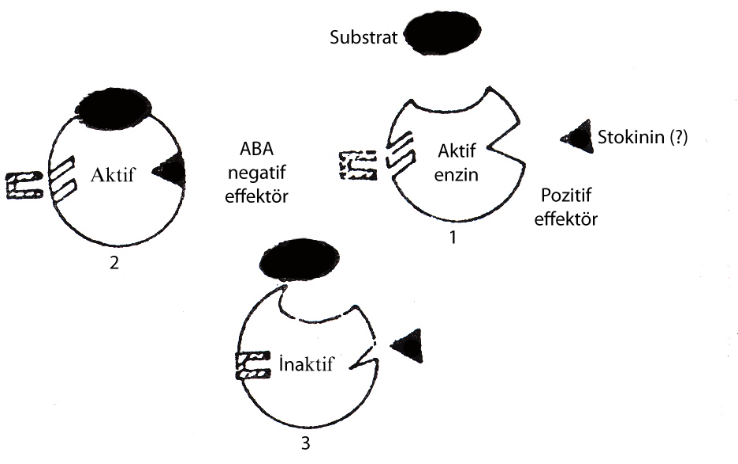 Substrat
ABA
negatif
effektör
Aktif
2
Aktif
enzin
1
Stokinin (?)
Pozitif
effektör
İnaktif
3